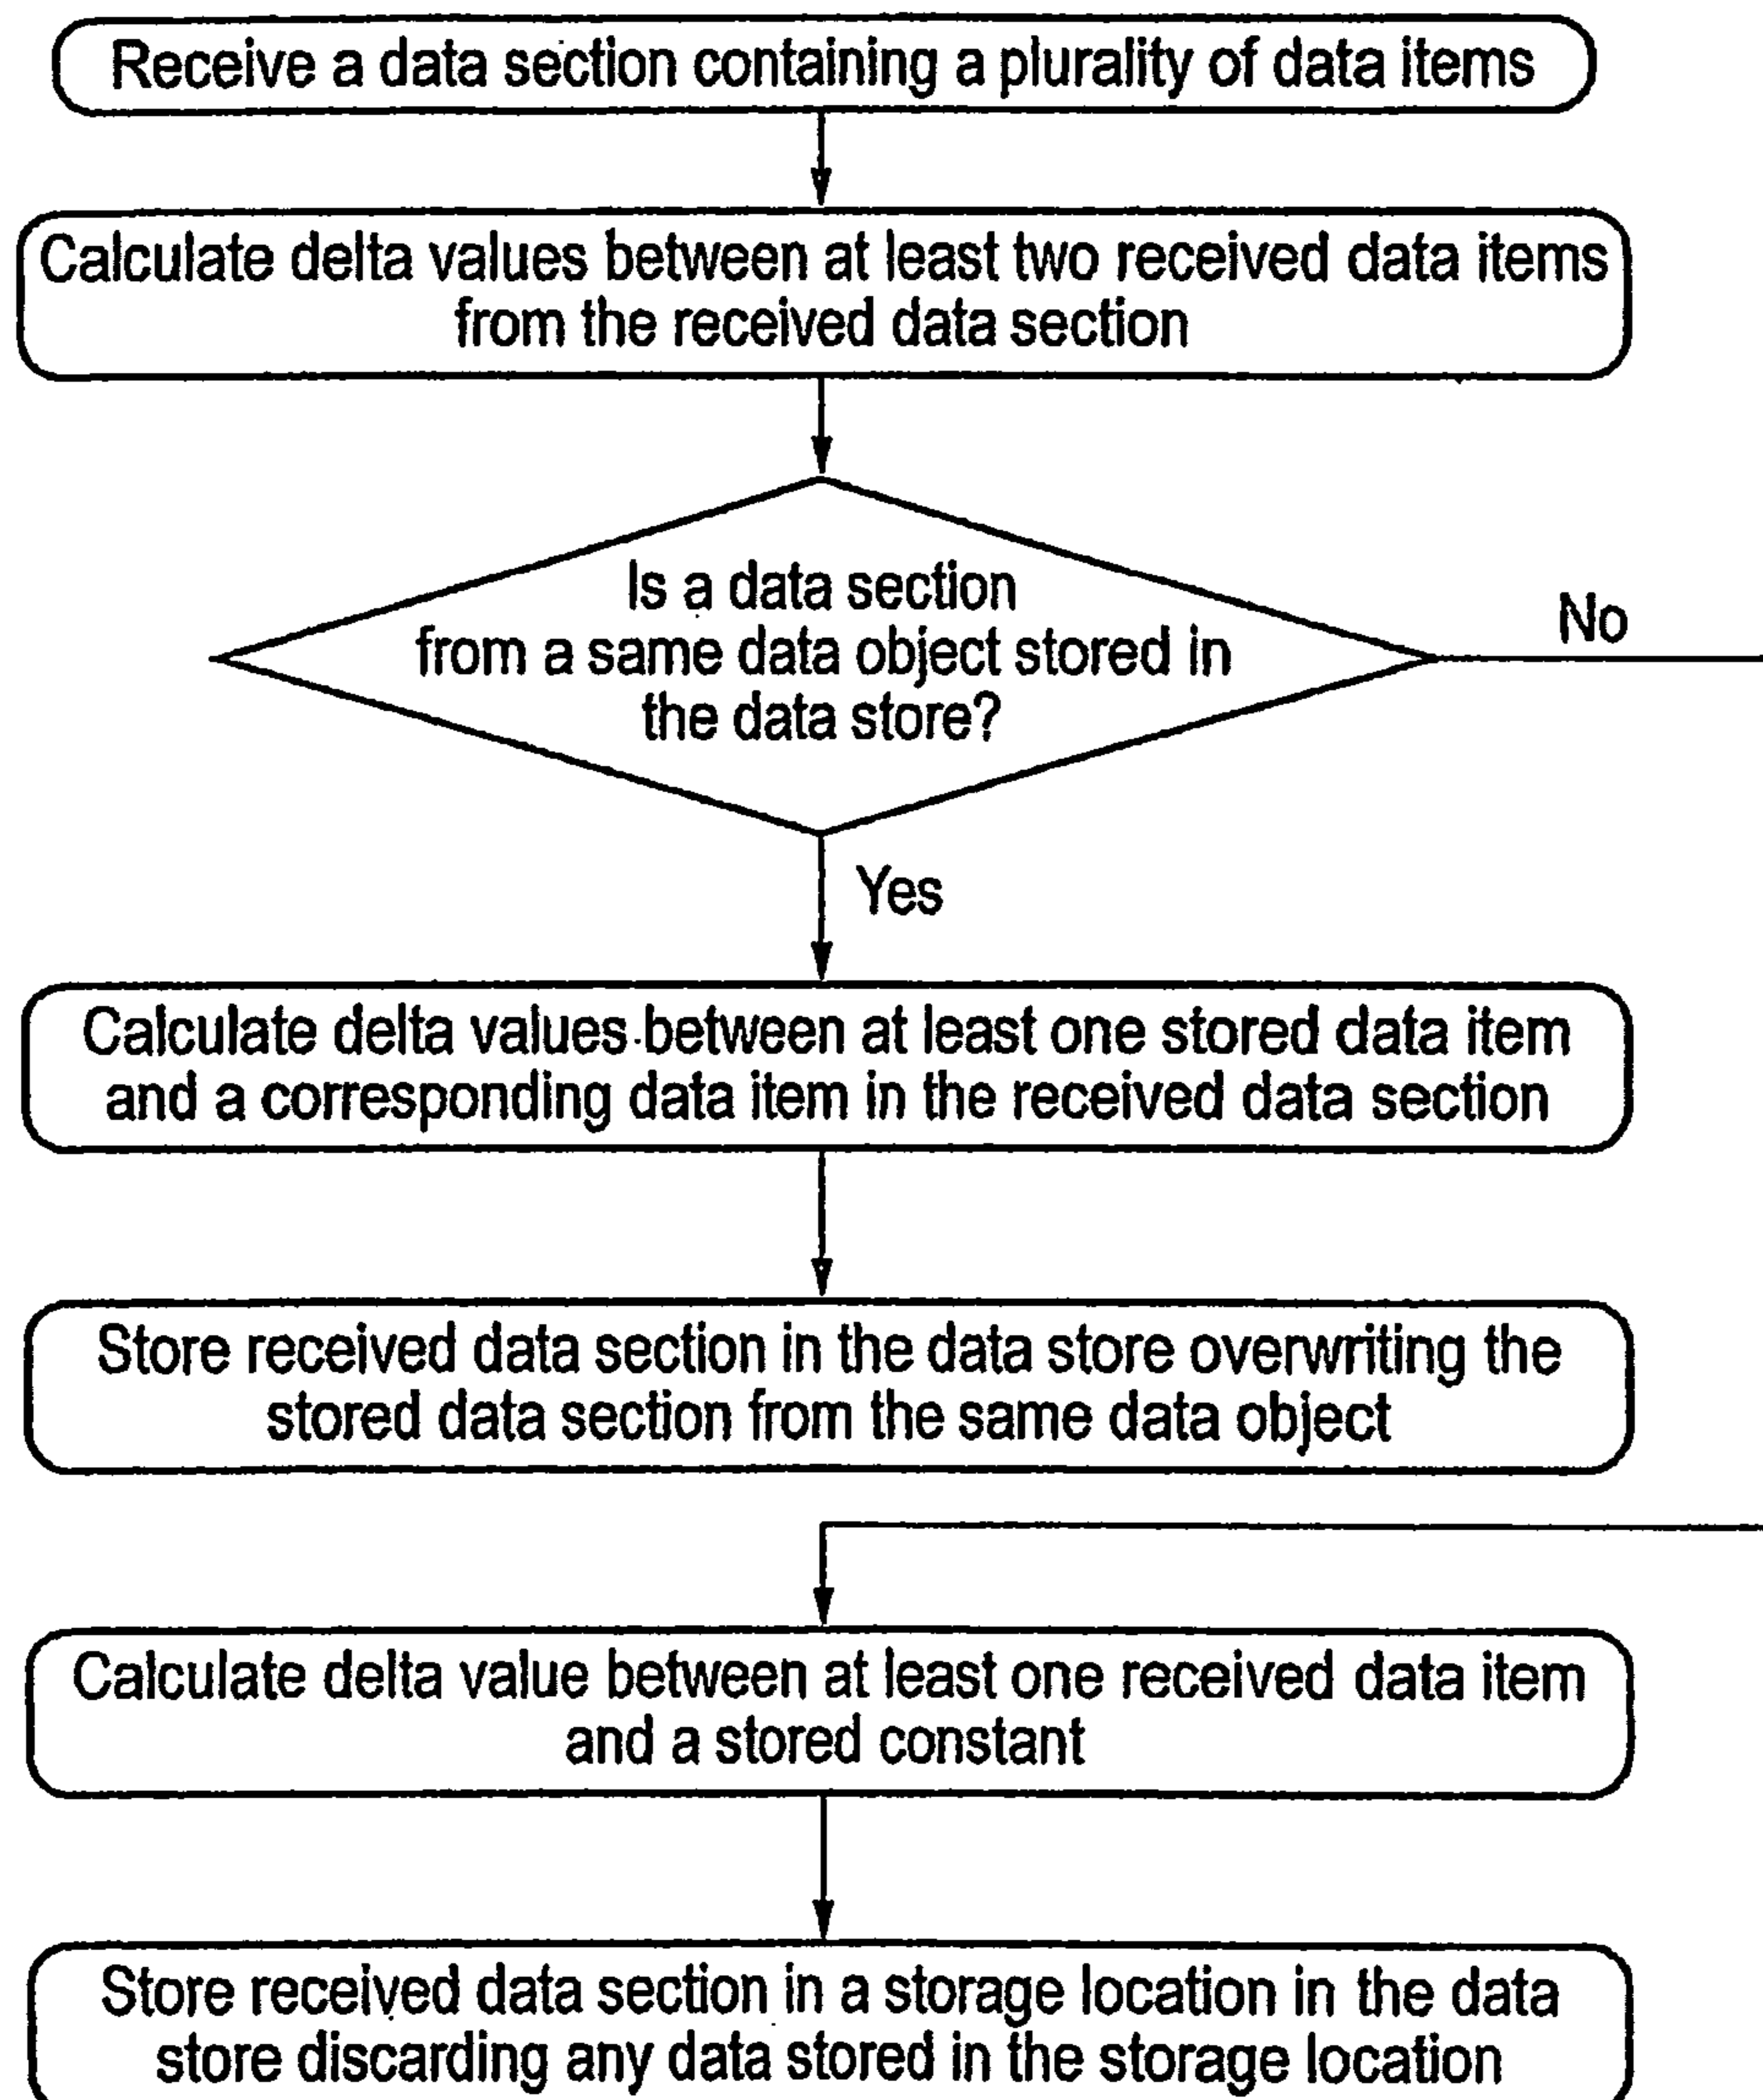 Receive a data section containing a plurality of data items
Calculate delta values between at least two received data items
from the received data section
Is a data section
from a same data object stored in
the data store?
No
Yes
Calculate delta values between at least one stored data item
and a corresponding data item in the received data section
Store received data section in the data store overwriting the
stored data section from the same data object
Calculate delta value between at least one received data item
and a stored constant
Store received data section in a storage location in the data
store discarding any data stored in the storage location